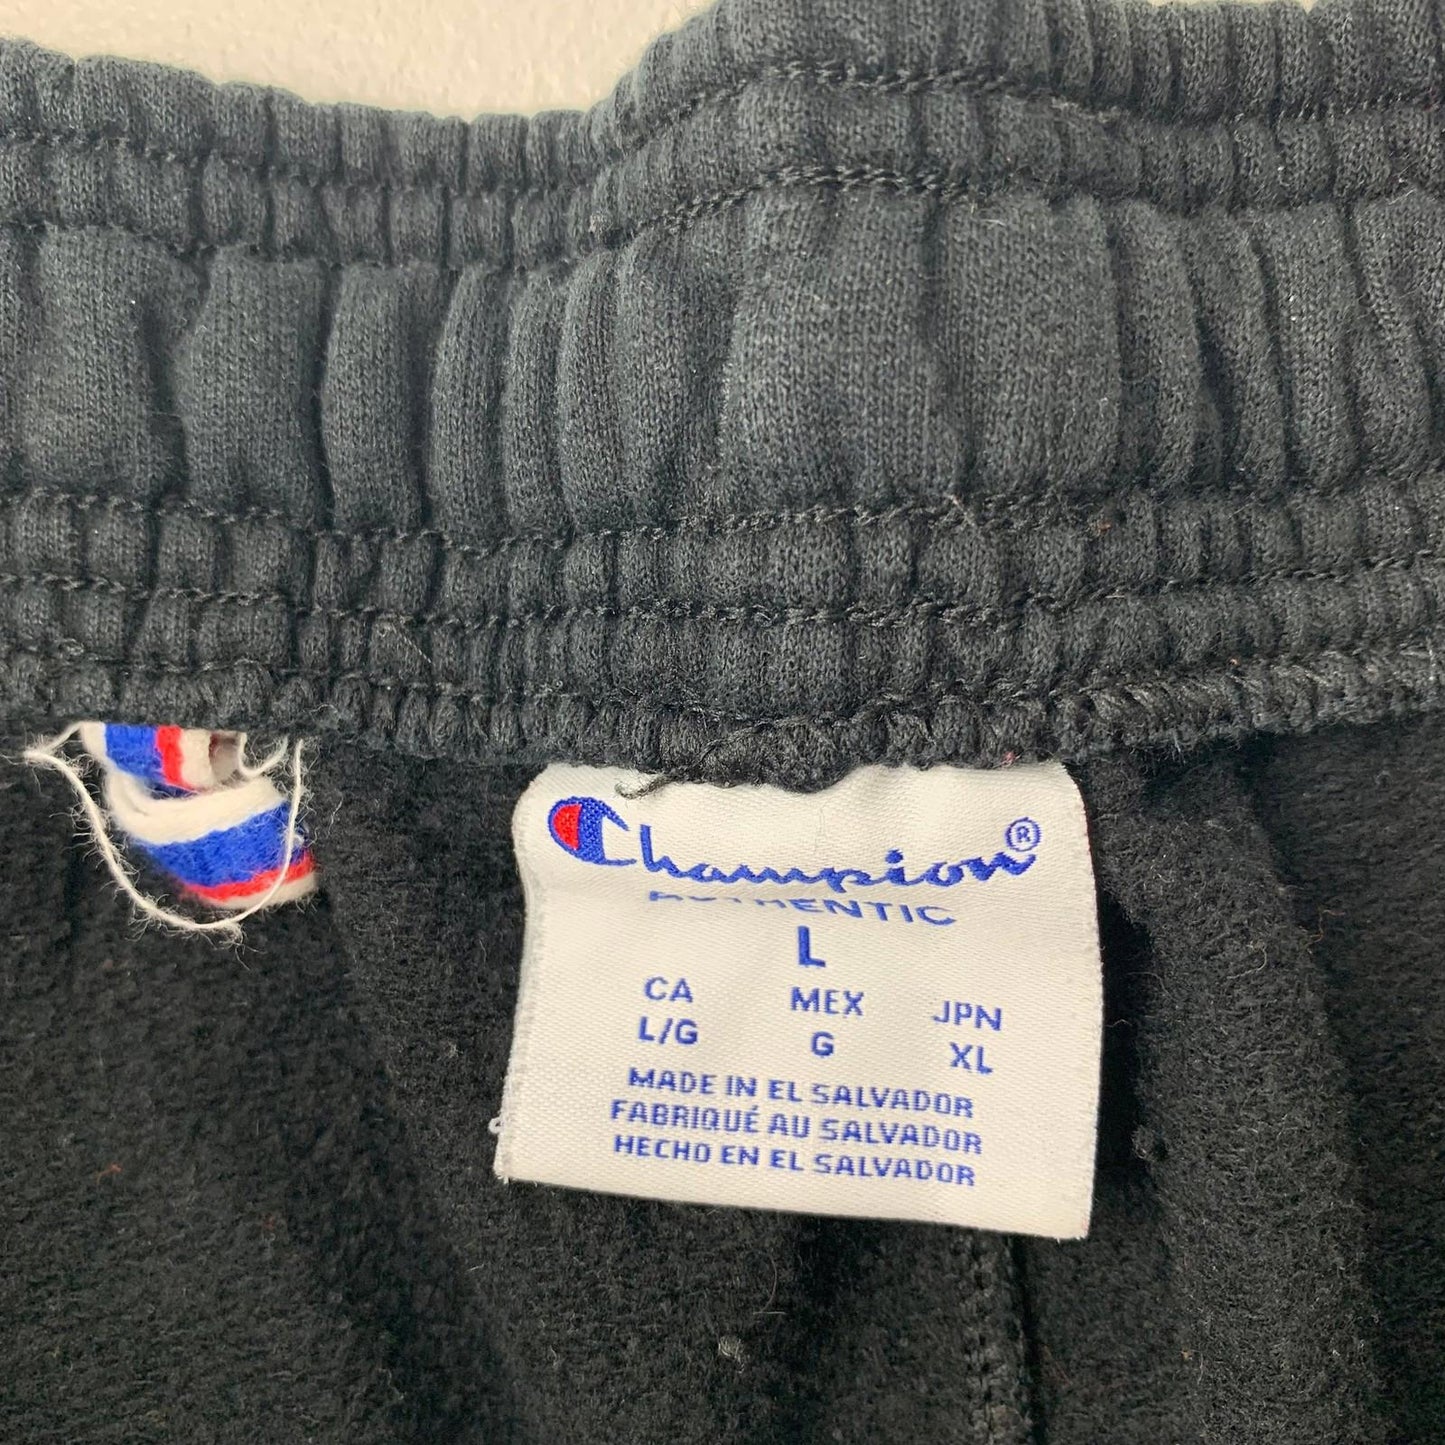 Champion®
AUTHENTIC
L
CA MEX JPN
L/G G XL
MADE IN EL SALVADOR
FABRIQUÉ AU SALVADOR
HECHO EN EL SALVADOR